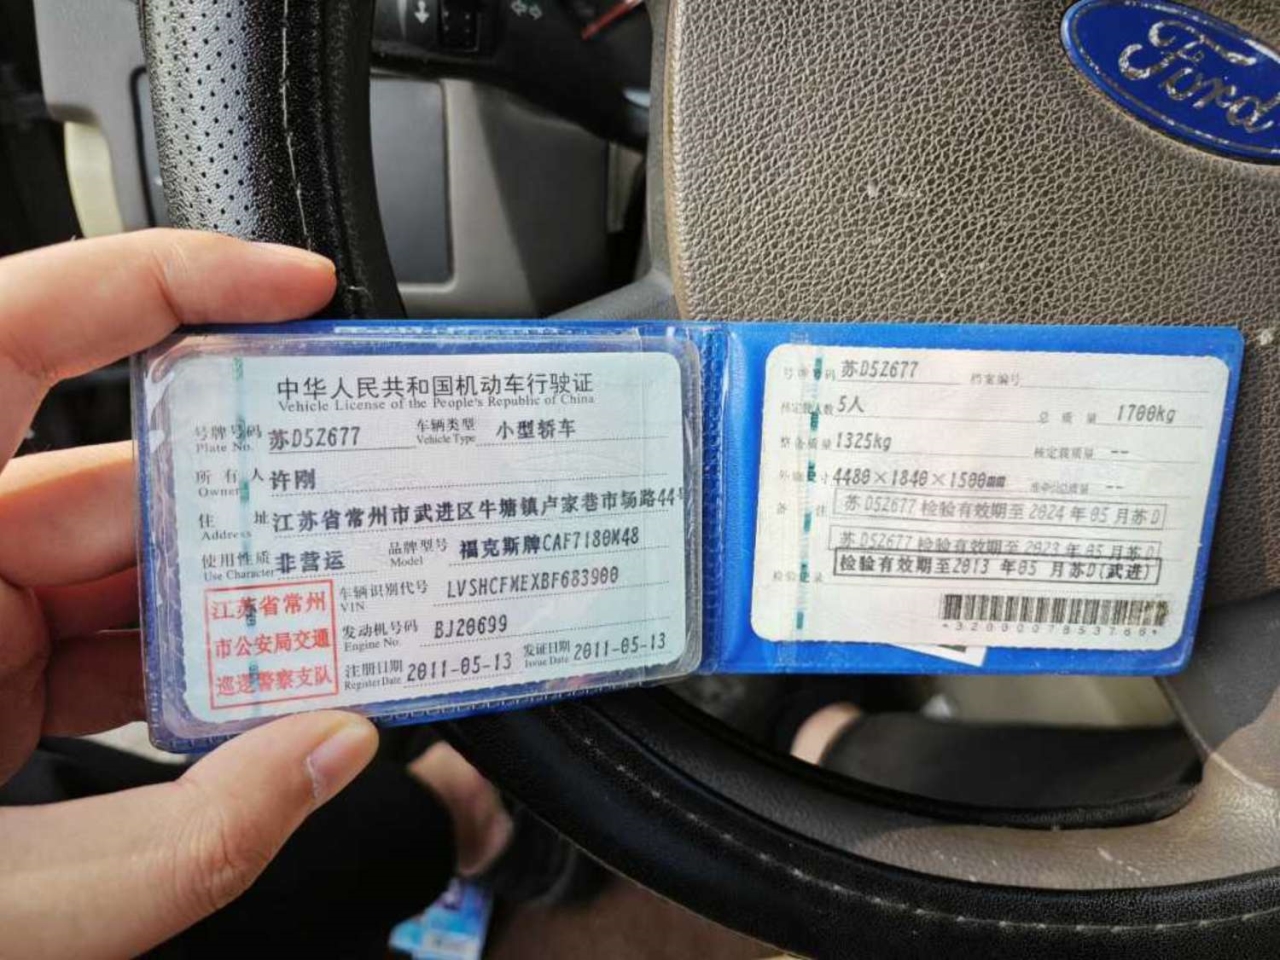 Ford
中华人民共和国机动车行驶证
Vehicle License of the People's Republic of China
号牌号码 苏D5Z677 车辆类型 小型轿车
Plate No. Vehicle Type
所有人 许刚
Owner
住址 江苏省常州市武进区牛塘镇卢家巷市场路44号
Address
使用性质 非营运 品牌型号 福克斯牌CAF7180M48
Use Character Model
江苏省常州
市公安局交通
巡逻警察支队
车辆识别代号 LVSHCFMEXBF683900
VIN
发动机号码 BJ20699
Engine No.
注册日期 2011-05-13 发证日期 2011-05-13
Register Date Issue Date
号牌号码 苏D5Z677 档案编号
核定载人数 5人 总质量 1700kg
整备质量 1325kg 核定载质量 --
外廓尺寸 4480×1840×1500mm 准牵引总质量 --
备注 苏D5Z677 检验有效期至2024年05月苏D
苏D5Z677 检验有效期至2023年05月苏D
检验有效期至2013年05月苏D(武进)
检验记录